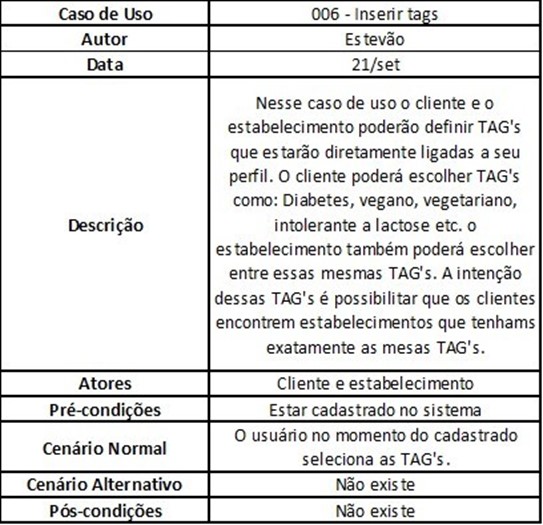 Caso de Uso 006 - Inserir tags
Autor Estevão
Data 21/set
Descrição
Nesse caso de uso o cliente e o
estabelecimento poderão definir TAG's
que estarão diretamente ligadas a seu
perfil. O cliente poderá escolher TAG's
como: Diabetes, vegano, vegetariano,
intolerante a lactose etc. o
estabelecimento também poderá escolher
entre essas mesmas TAG's. A intenção
dessas TAG's é possibilitar que os clientes
encontrem estabelecimentos que tenhams
exatamente as mesas TAG's.
Atores Cliente e estabelecimento
Pré-condições Estar cadastrado no sistema
Cenário Normal
O usuário no momento do cadastrado
seleciona as TAG's.
Cenário Alternativo Não existe
Pós-condições Não existe